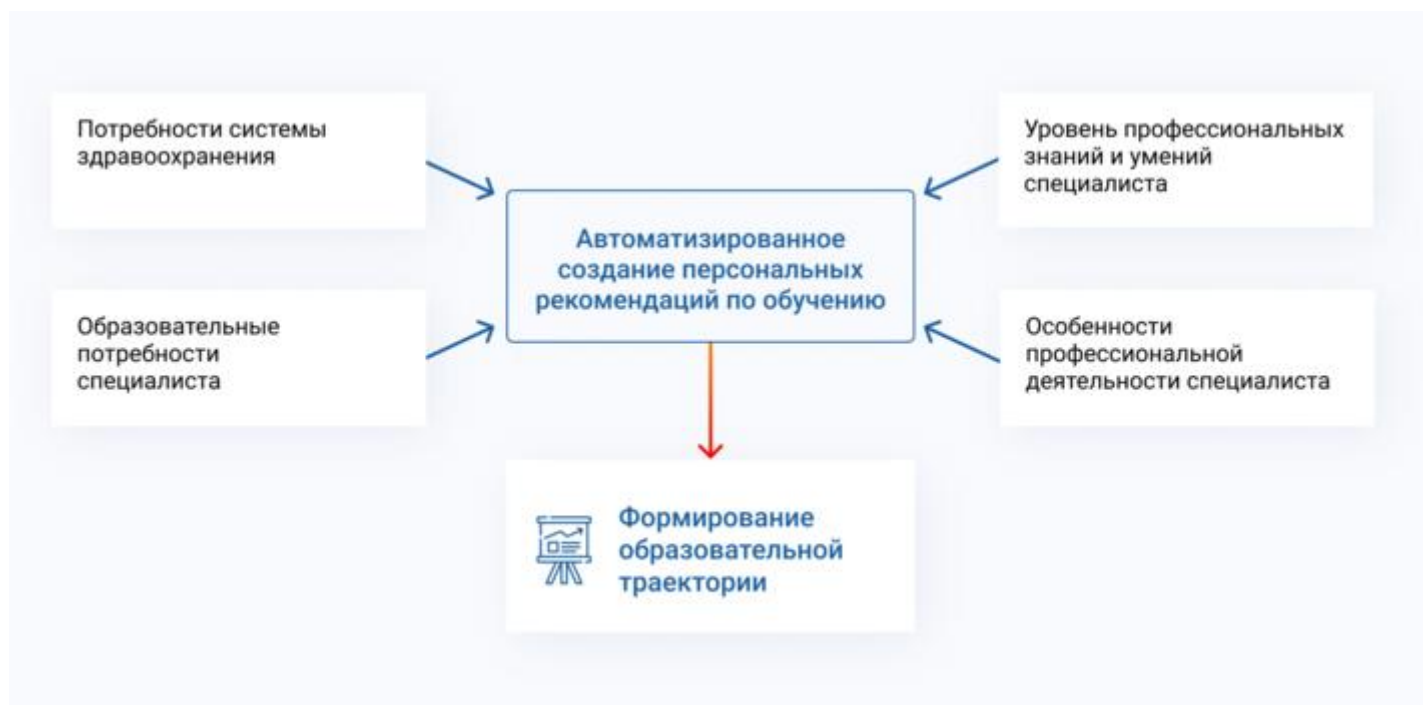 Потребности системы
здравоохранения
Уровень профессиональных
знаний и умений
специалиста
Автоматизированное
создание персональных
рекомендаций по обучению
Образовательные
потребности
специалиста
Особенности
профессиональной
деятельности специалиста
Формирование
образовательной
траектории